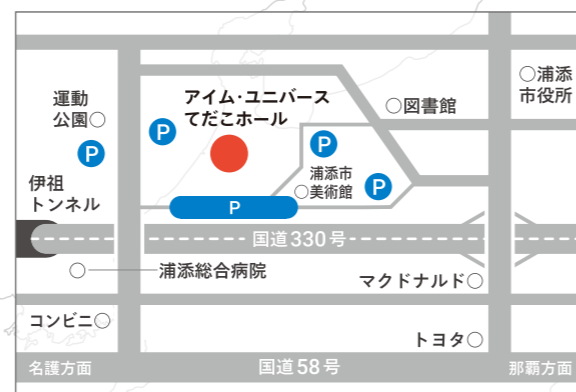 運動
公園
P
P
アイム・ユニバース
てだこホール
図書館
浦添
市役所
P
浦添市
美術館
P
伊祖
トンネル
P
国道330号
浦添総合病院
マクドナルド
コンビニ
トヨタ
名護方面
国道58号
那覇方面